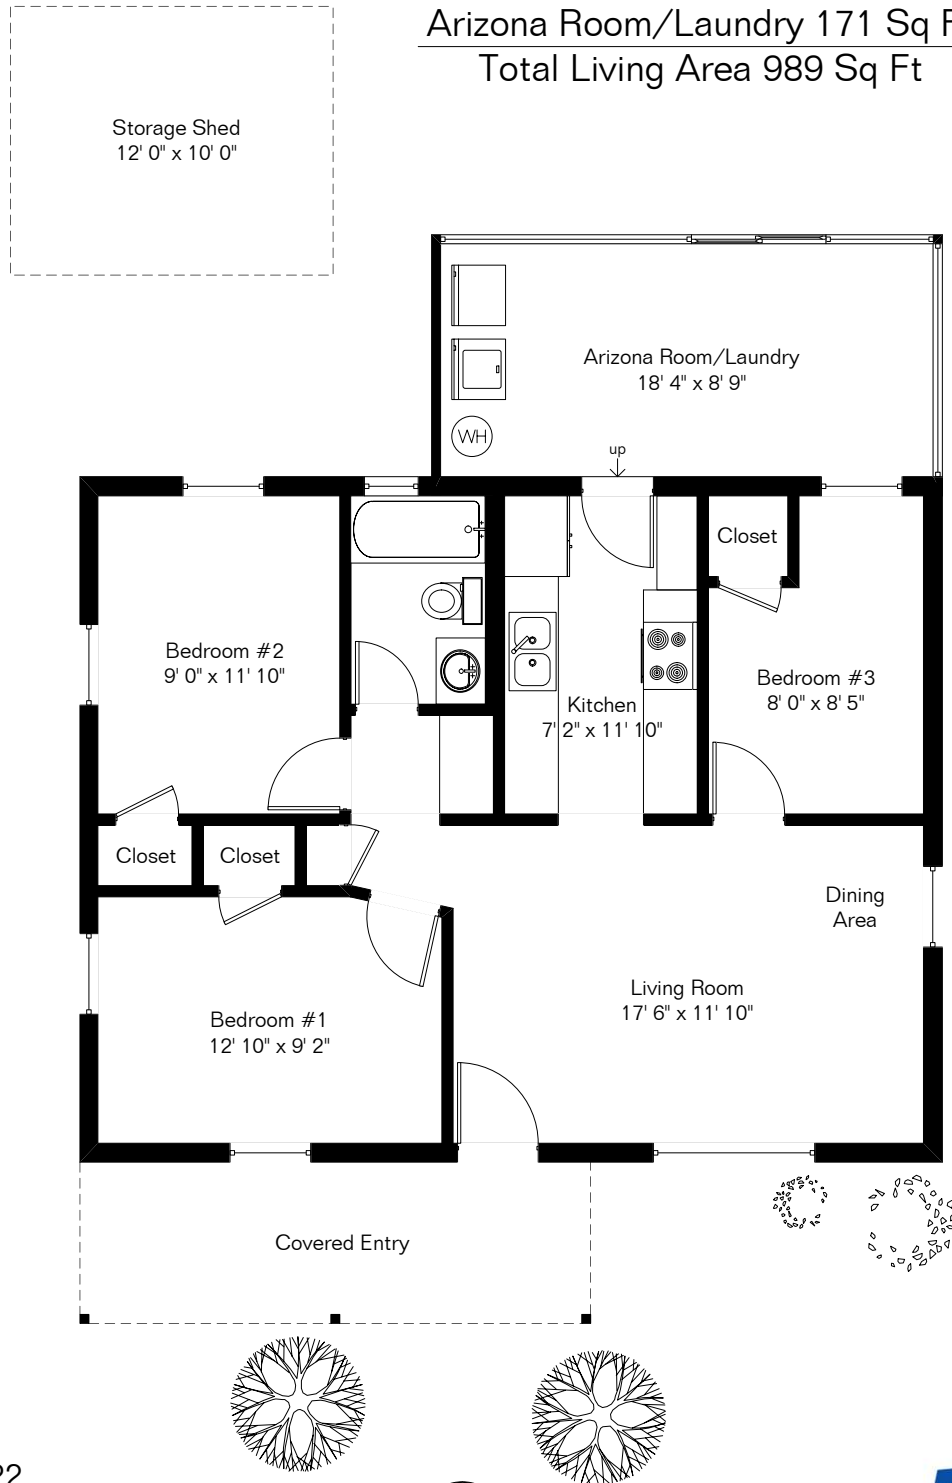 Arizona Room/Laundry 171 Sq F
Total Living Area 989 Sq Ft
Storage Shed
12' 0" x 10' 0"
Arizona Room/Laundry
18' 4" x 8' 9"
WH
up
Closet
Bedroom #2
9' 0" x 11' 10"
Bedroom #3
8' 0" x 8' 5"
Kitchen
7' 2" x 11' 10"
Closet
Closet
Dining
Area
Living Room
17' 6" x 11' 10"
Bedroom #1
12' 10" x 9' 2"
Covered Entry